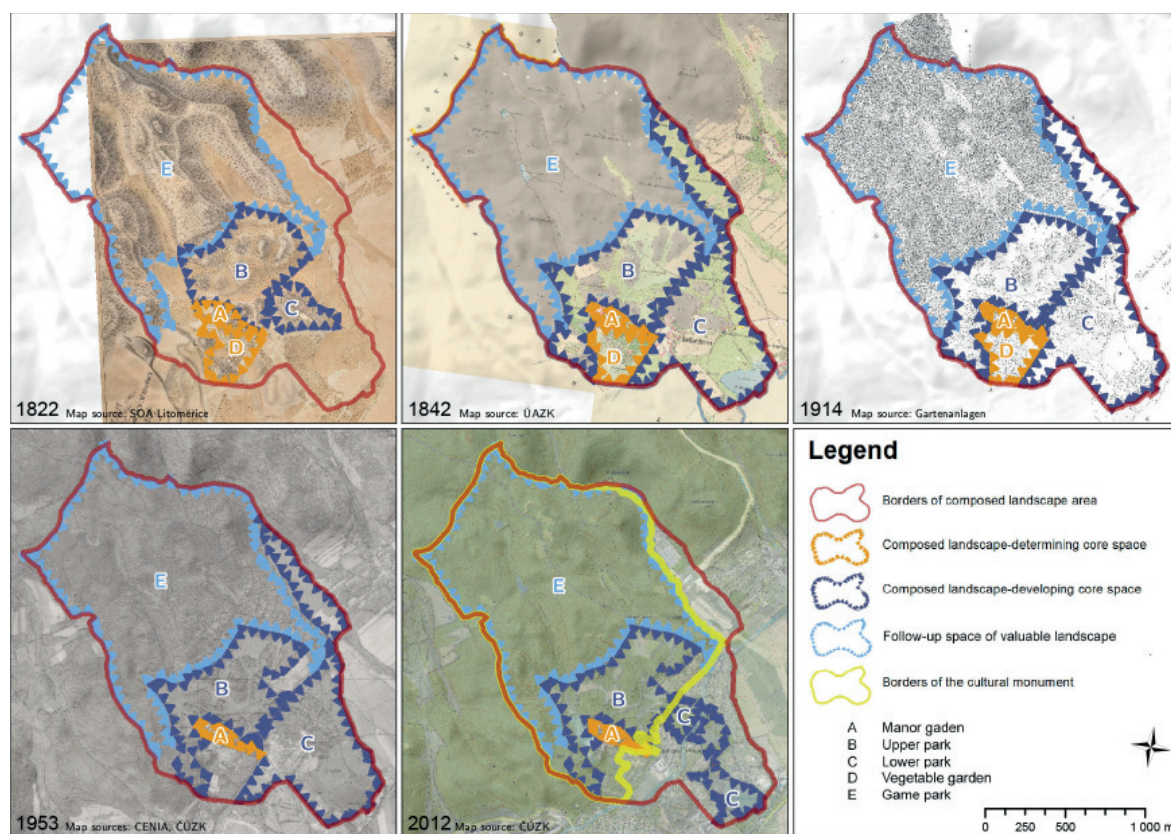 E
B
C
A
D
1822 Map source: SOA Litoměřice
E
B
C
A
D
1842 Map source: ÚAZK
E
B
C
A
D
1914 Map source: Gartenanlagen
E
B
C
A
1953 Map sources: CENIA, ČÚZK
E
B
C
A
C
2012 Map source: ČÚZK
Legend
Borders of composed landscape area
Composed landscape-determining core space
Composed landscape-developing core space
Follow-up space of valuable landscape
Borders of the cultural monument
A Manor gaden
B Upper park
C Lower park
D Vegetable garden
E Game park
0 250 500 1 000 m